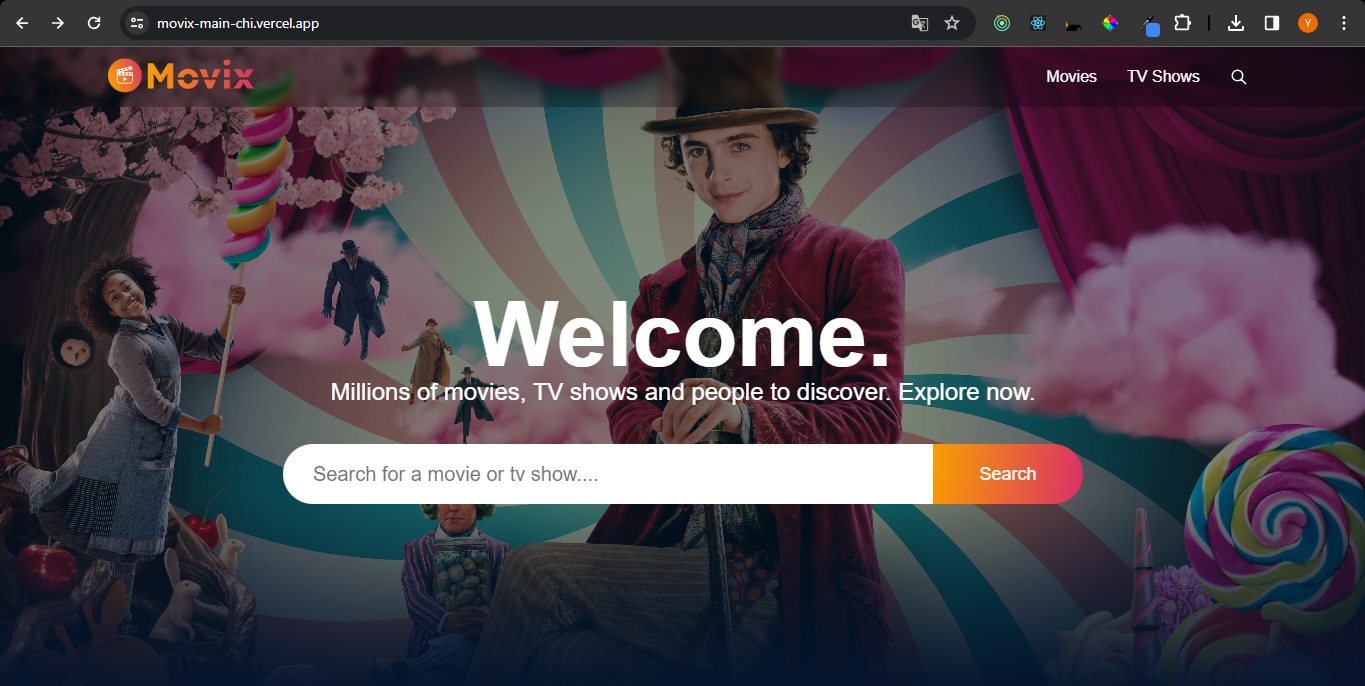 movix-main-chi.vercel.app
Y
Movix
Movies
TV Shows
Welcome.
Millions of movies, TV shows and people to discover. Explore now.
Search for a movie or tv show....
Search